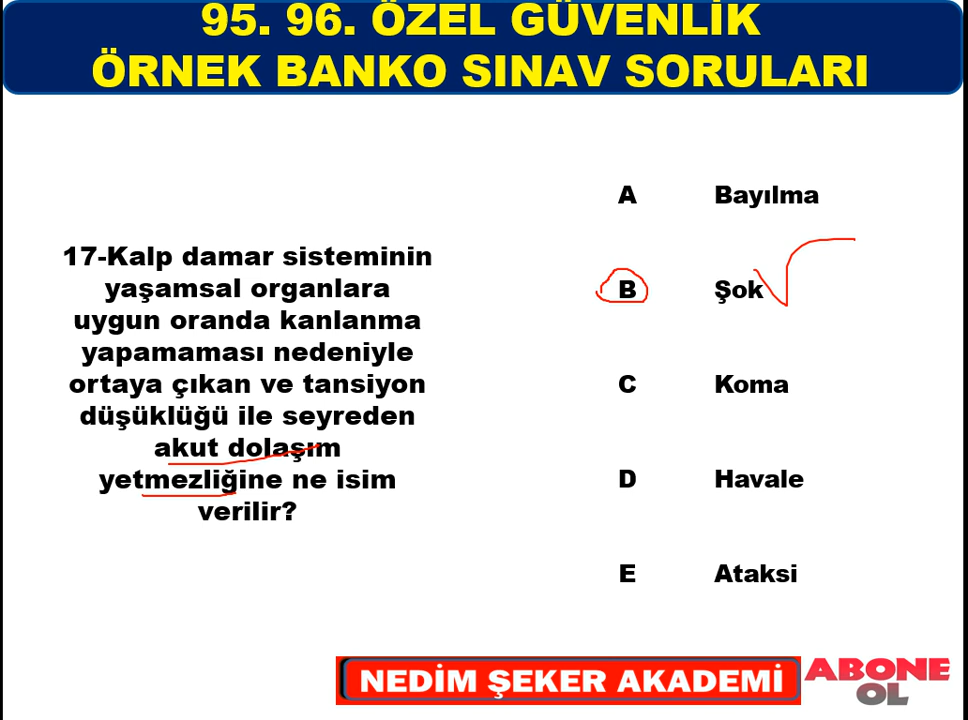 95. 96. ÖZEL GÜVENLİK
ÖRNEK BANKO SINAV SORULARI
17-Kalp damar sisteminin
yaşamsal organlara
uygun oranda kanlanma
yapamaması nedeniyle
ortaya çıkan ve tansiyon
düşüklüğü ile seyreden
akut dolaşım
yetmezliğine ne isim
verilir?
A Bayılma
B Şok
C Koma
D Havale
E Ataksi
NEDİM ŞEKER AKADEMİ
ABONE
OL